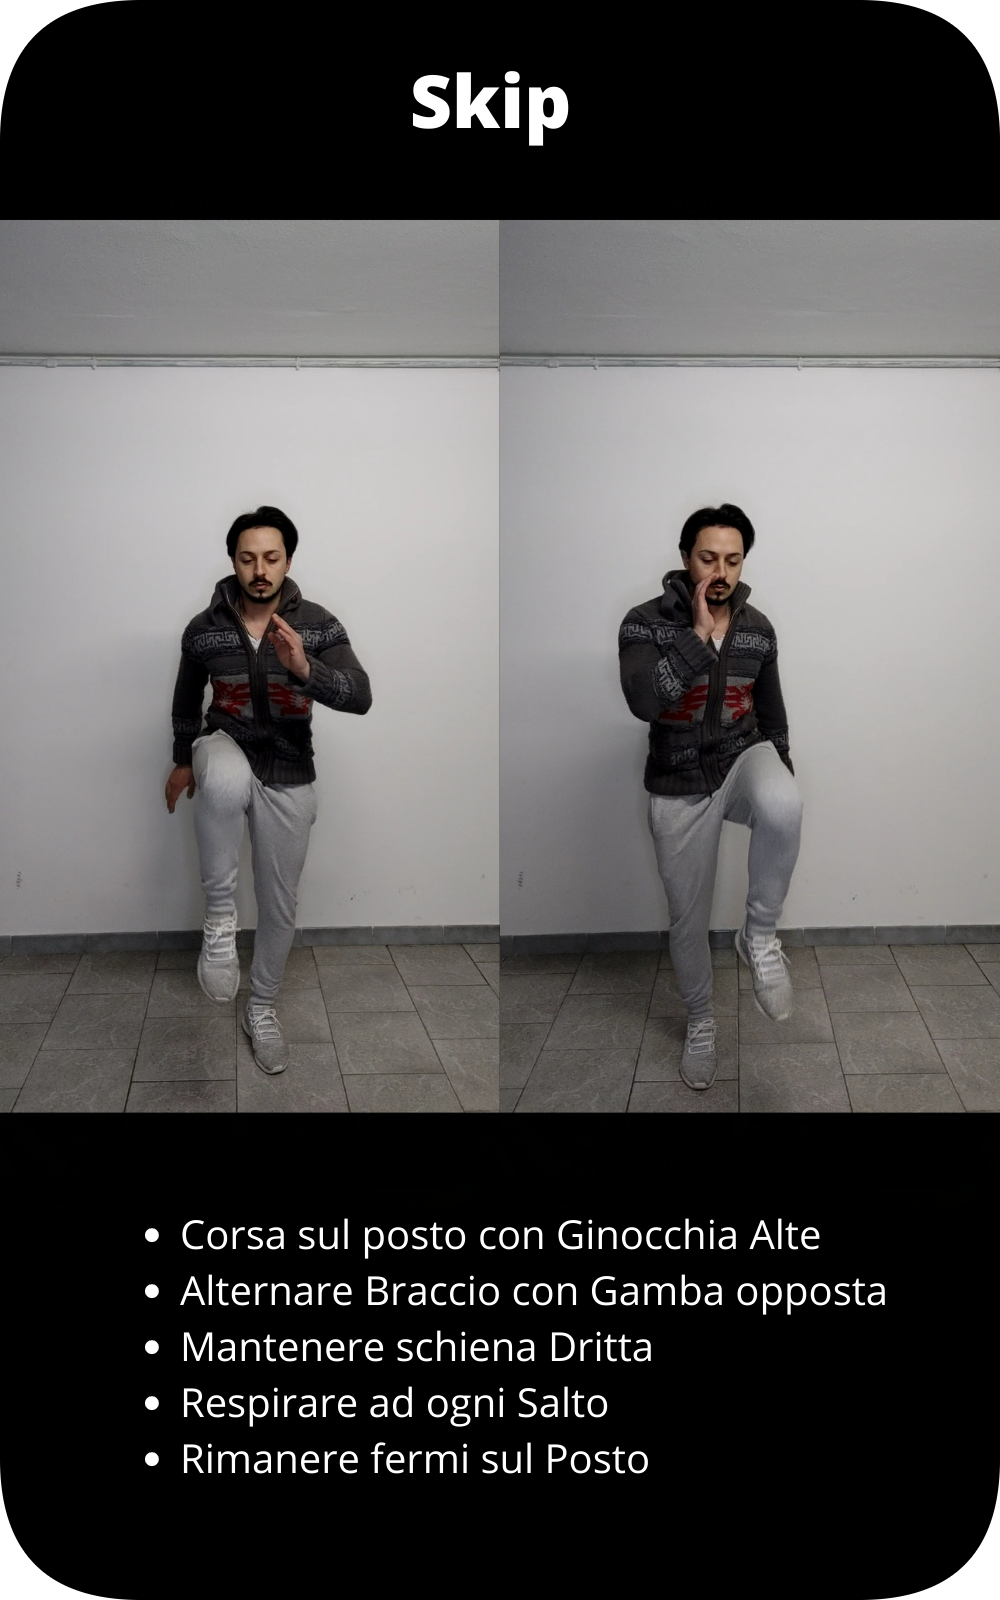 Skip
Corsa sul posto con Ginocchia Alte
Alternare Braccio con Gamba opposta
Mantenere schiena Dritta
Respirare ad ogni Salto
Rimanere fermi sul Posto